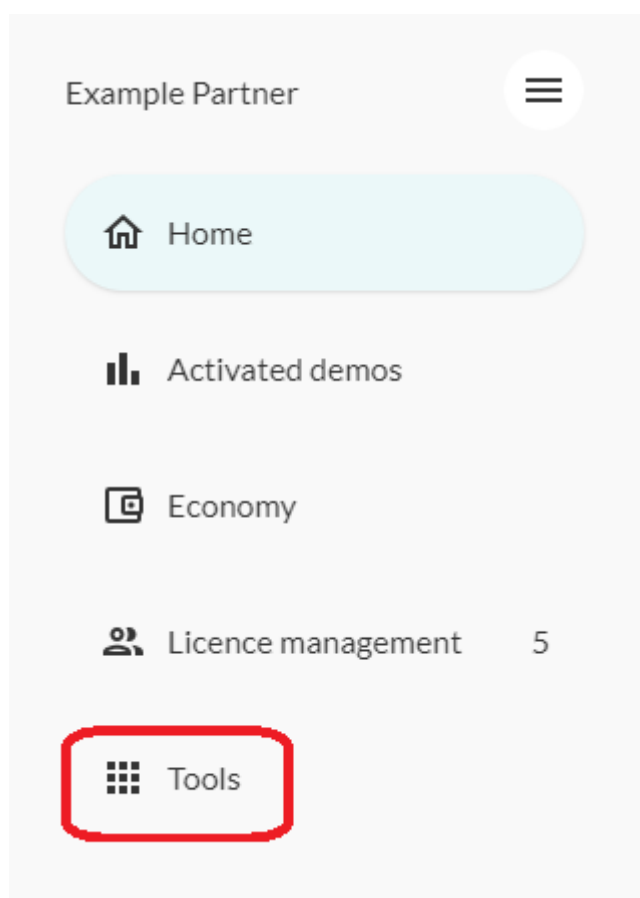 Example Partner
Home
Activated demos
Economy
Licence management 5
Tools